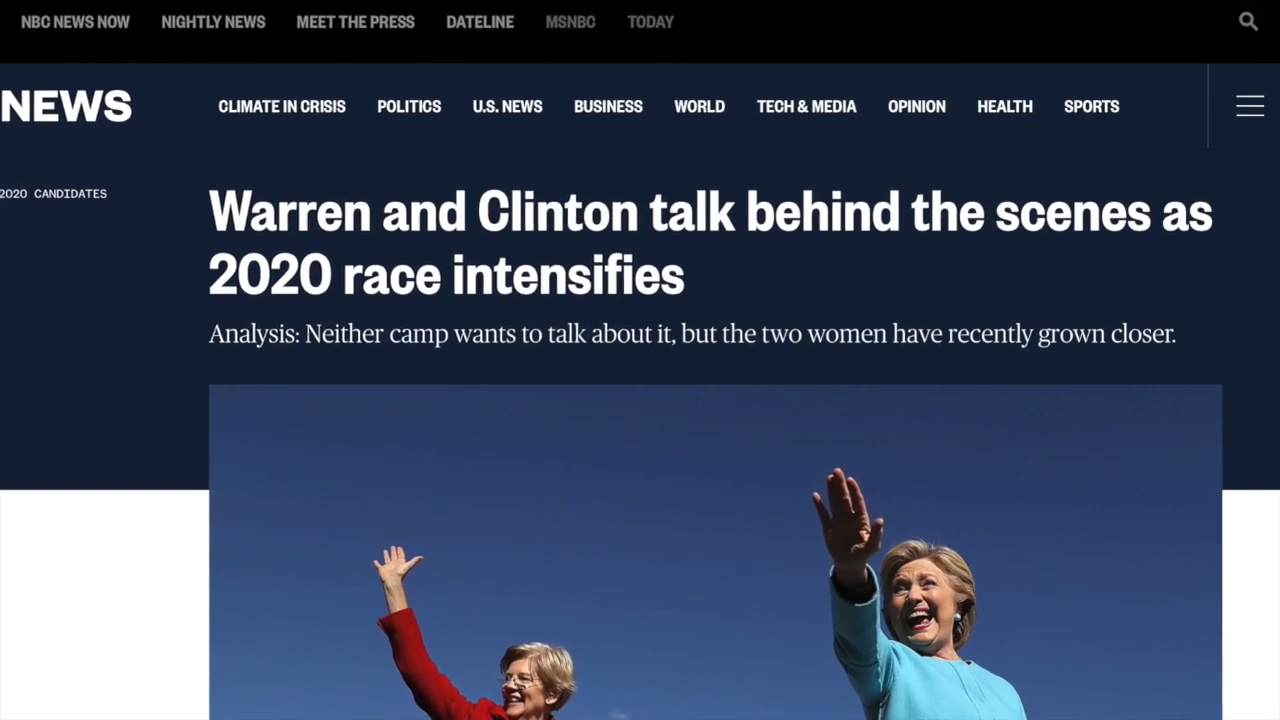 NBC NEWS NOW NIGHTLY NEWS MEET THE PRESS DATELINE MSNBC TODAY
NEWS CLIMATE IN CRISIS POLITICS U.S. NEWS BUSINESS WORLD TECH & MEDIA OPINION HEALTH SPORTS
2020 CANDIDATES
Warren and Clinton talk behind the scenes as
2020 race intensifies
Analysis: Neither camp wants to talk about it, but the two women have recently grown closer.